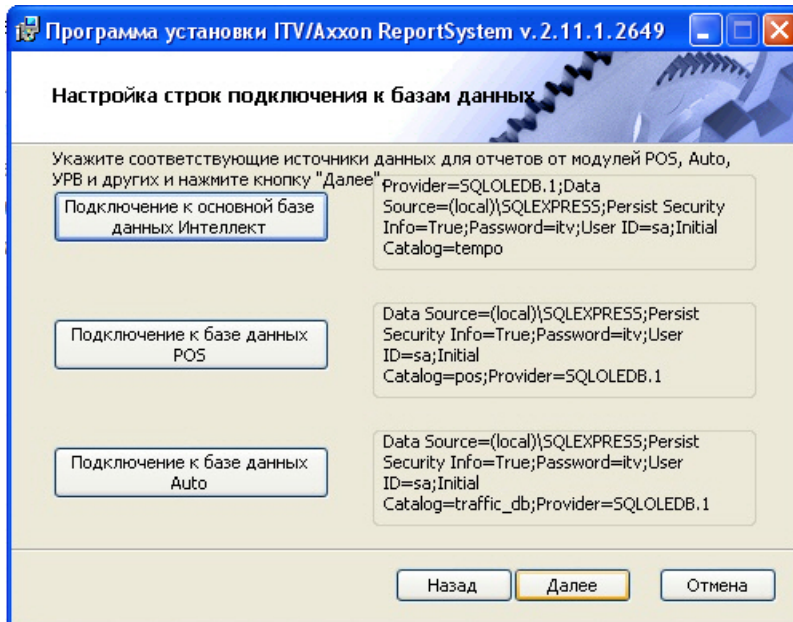 Программа установки ITV/Axxon ReportSystem v.2.11.1.2649
Настройка строк подключения к базам данных
Укажите соответствующие источники данных для отчетов от модулей POS, Auto,
УРВ и других и нажмите кнопку "Далее".
Подключение к основной базе
данных Интеллект
Provider=SQLOLEDB.1;Data
Source=(local)\SQLEXPRESS;Persist Security
Info=True;Password=itv;User ID=sa;Initial
Catalog=tempo
Подключение к базе данных
POS
Data Source=(local)\SQLEXPRESS;Persist
Security Info=True;Password=itv;User
ID=sa;Initial
Catalog=pos;Provider=SQLOLEDB.1
Подключение к базе данных
Auto
Data Source=(local)\SQLEXPRESS;Persist
Security Info=True;Password=itv;User
ID=sa;Initial
Catalog=traffic_db;Provider=SQLOLEDB.1
Назад
Далее
Отмена